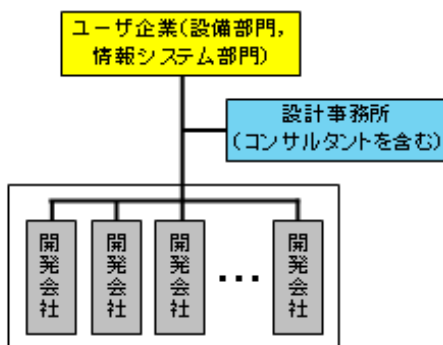 ユーザ企業(設備部門,
情報システム部門)
設計事務所
(コンサルタントを含む)
開発会社
開発会社
開発会社
•••
開発会社